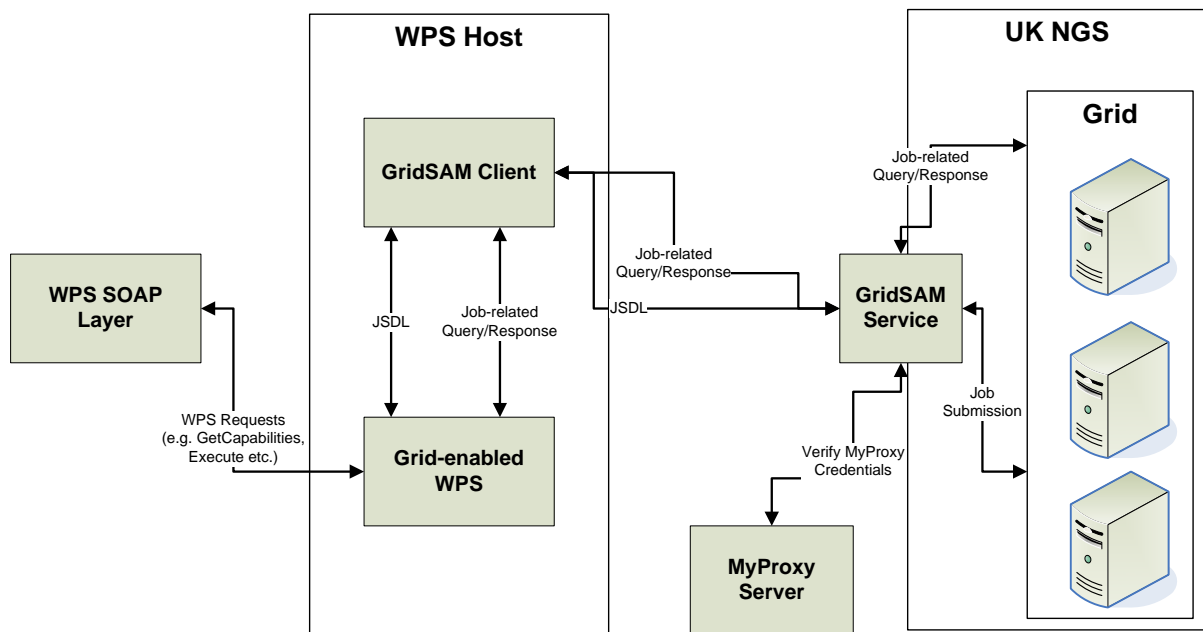 WPS Host
UK NGS
Grid
GridSAM Client
Job-related
Query/Response
Job-related
Query/Response
WPS SOAP
Layer
JSDL
Job-related
Query/Response
JSDL
GridSAM
Service
WPS Requests
(e.g. GetCapabilities,
Execute etc.)
Grid-enabled
WPS
Verify MyProxy
Credentials
Job
Submission
MyProxy
Server